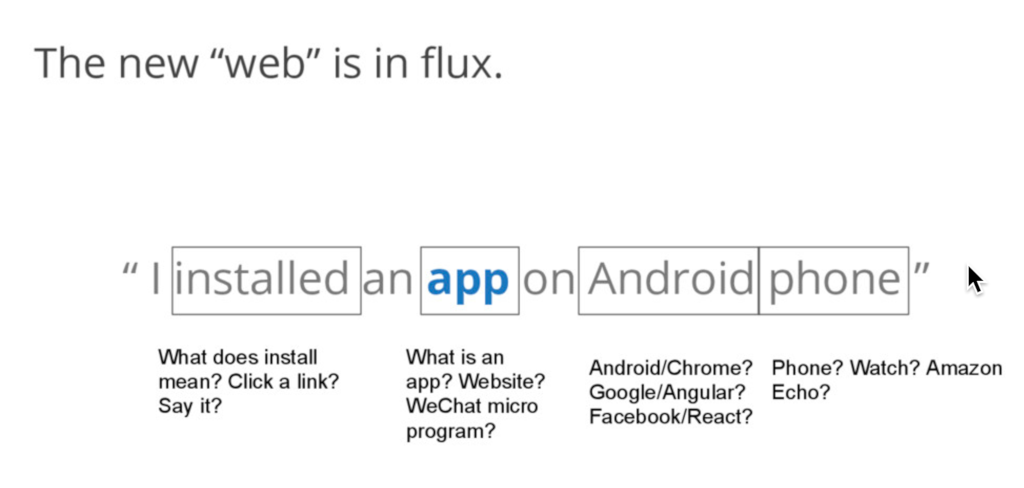 The new “web” is in flux.
“ I installed an app on Android phone ”
What does install
mean? Click a link?
Say it?
What is an
app? Website?
WeChat micro
program?
Android/Chrome?
Google/Angular?
Facebook/React?
Phone? Watch? Amazon
Echo?